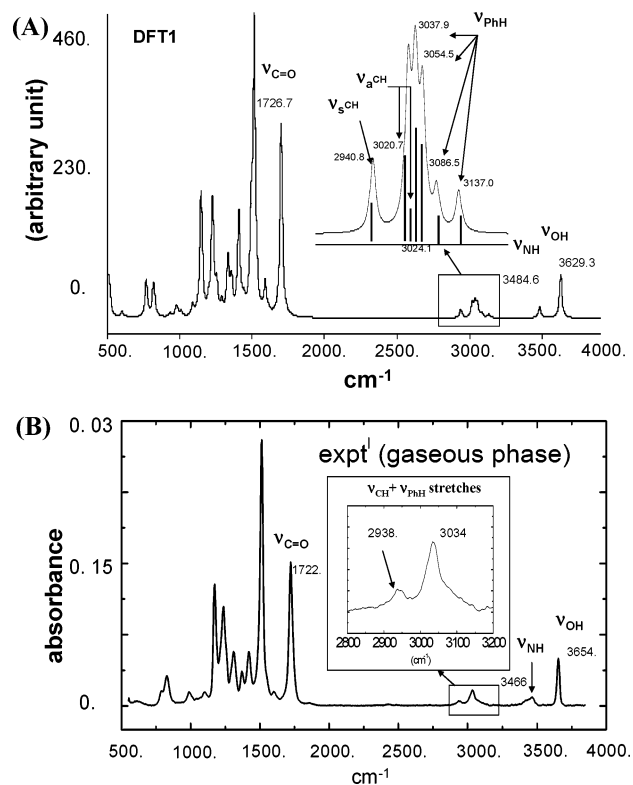 (A)
DFT1
460.
230.
0.
(arbitrary unit)
νC=O
1726.7
νsCH
2940.8
νaCH
3020.7
3024.1
3037.9
3054.5
νPhH
3086.5
3137.0
νNH
3484.6
νOH
3629.3
500. 1000. 1500. 2000. 2500. 3000. 3500. 4000.
cm-1
(B)
0. 03
0. 15
0.
absorbance
exptl (gaseous phase)
νCH+ νPhH stretches
2938.
3034
2800 2900 3000 3100 3200
(cm-1)
νC=O
1722.
νNH
3466
νOH
3654.
500. 1000. 1500. 2000. 2500. 3000. 3500. 4000.
cm-1